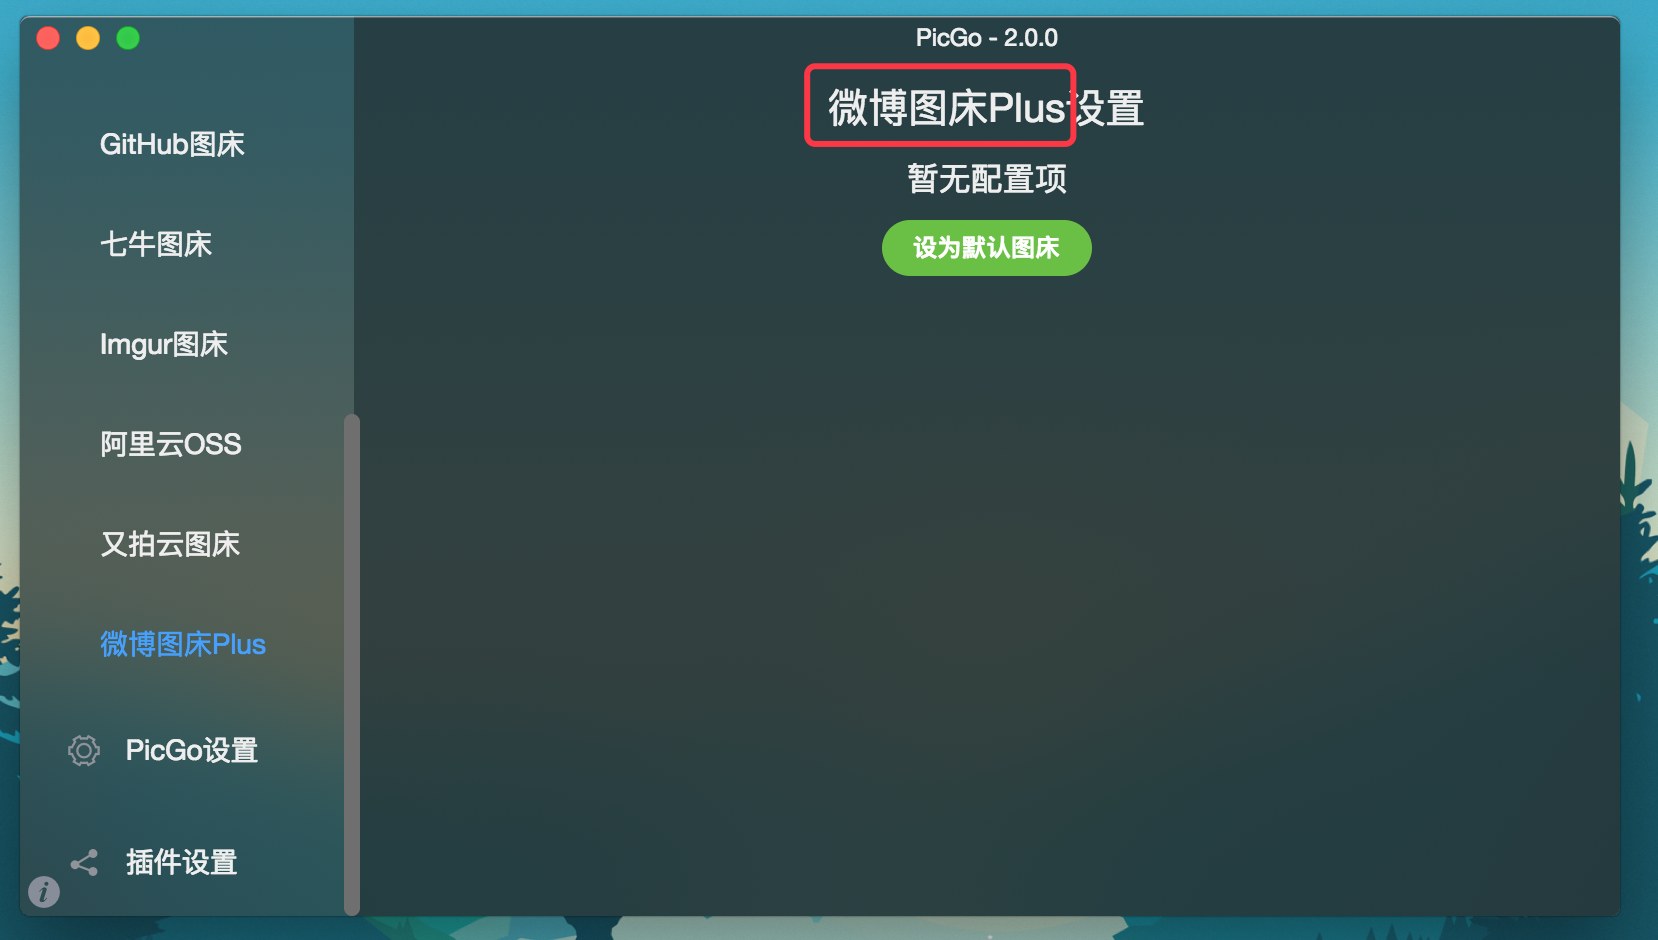 PicGo - 2.0.0
GitHub图床
七牛图床
Imgur图床
阿里云OSS
又拍云图床
微博图床Plus
PicGo设置
插件设置
i
微博图床Plus设置
暂无配置项
设为默认图床